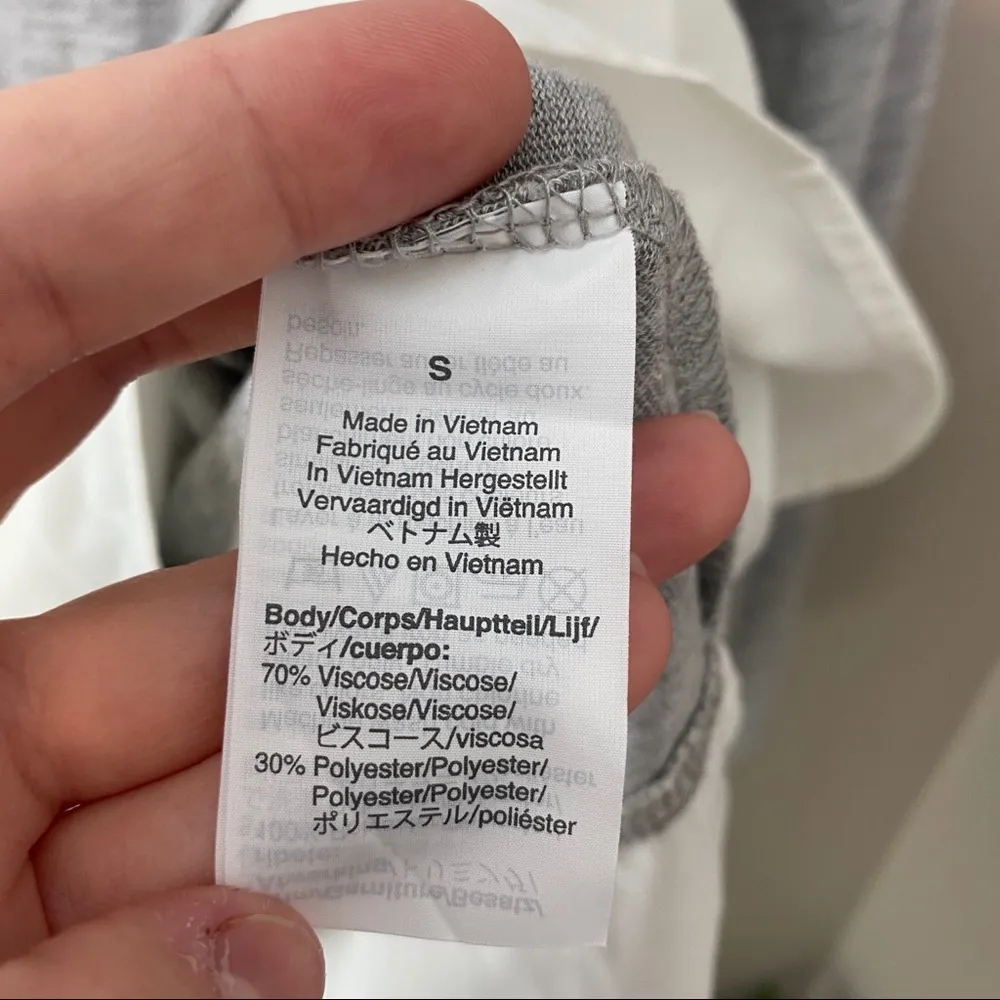 S
Made in Vietnam
Fabriqué au Vietnam
In Vietnam Hergestellt
Vervaardigd in Viëtnam
ベトナム製
Hecho en Vietnam
Body/Corps/Hauptteil/Lijf/
ボディ/cuerpo:
70% Viscose/Viscose/
Viskose/Viscose/
ビスコース/viscosa
30% Polyester/Polyester/
Polyester/Polyester/
ポリエステル/poliéster